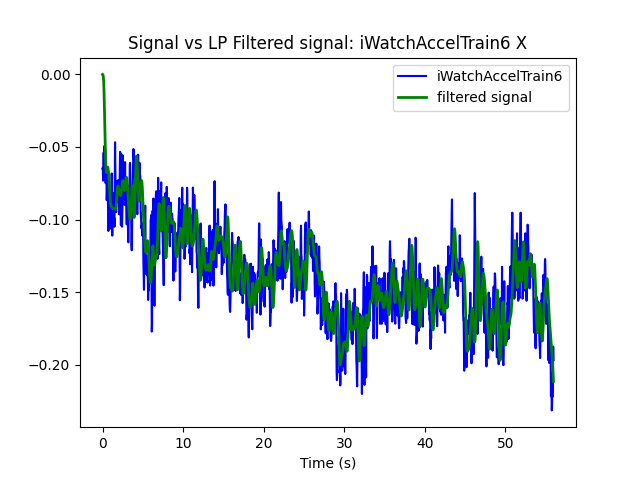 Signal vs LP Filtered signal: iWatchAccelTrain6 X
iWatchAccelTrain6
filtered signal
0.00
−0.05
−0.10
−0.15
−0.20
0 10 20 30 40 50
Time (s)